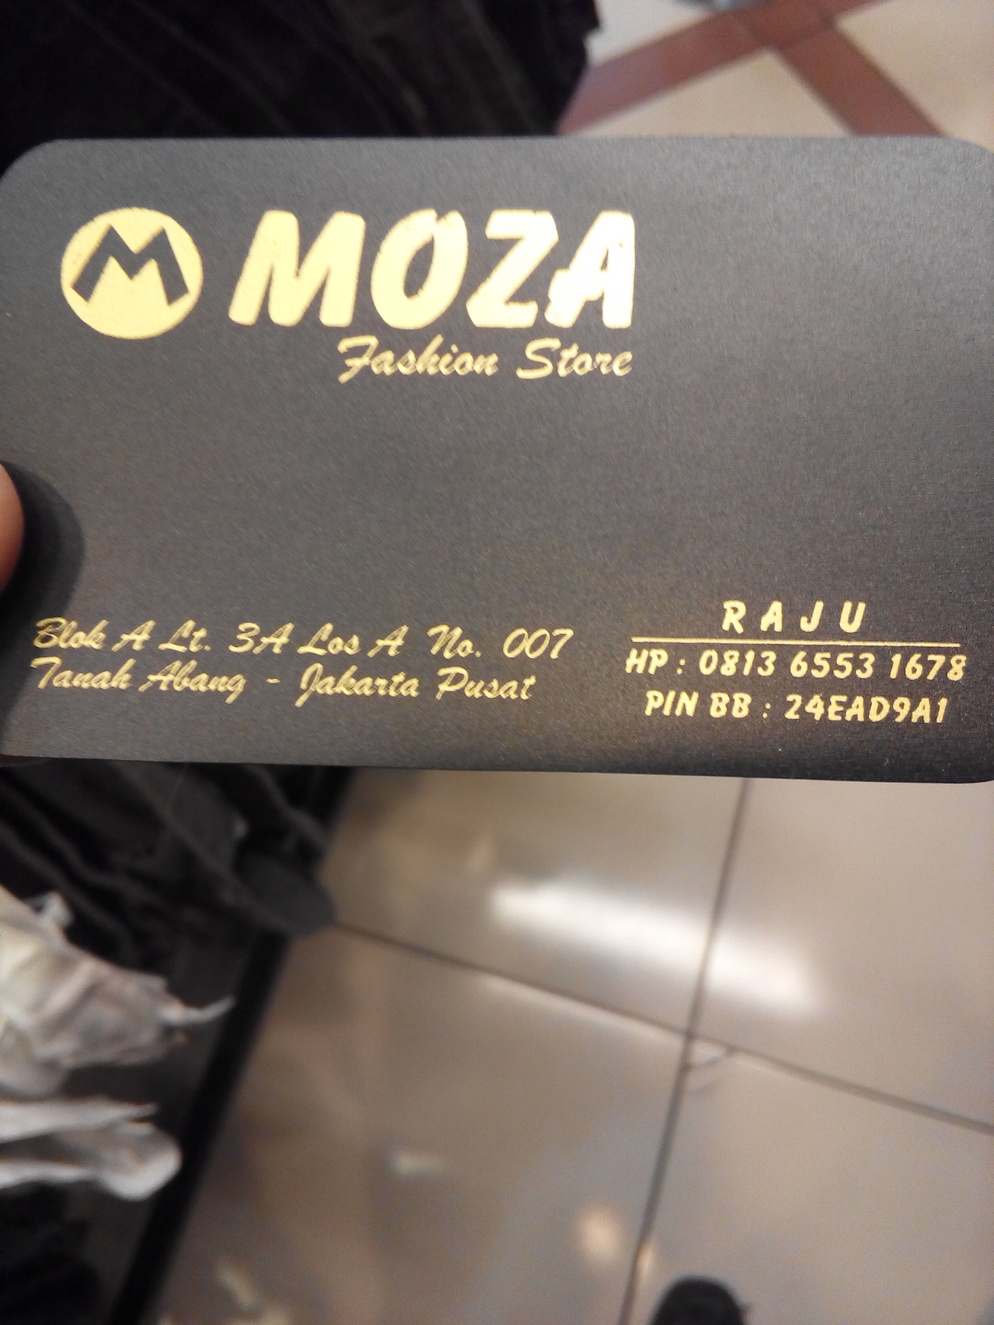 M MOZA
Fashion Store
Blok A Lt. 3A Los A No. 007
Tanah Abang - Jakarta Pusat
RAJU
HP : 0813 6553 1678
PIN BB : 24EAD9A1